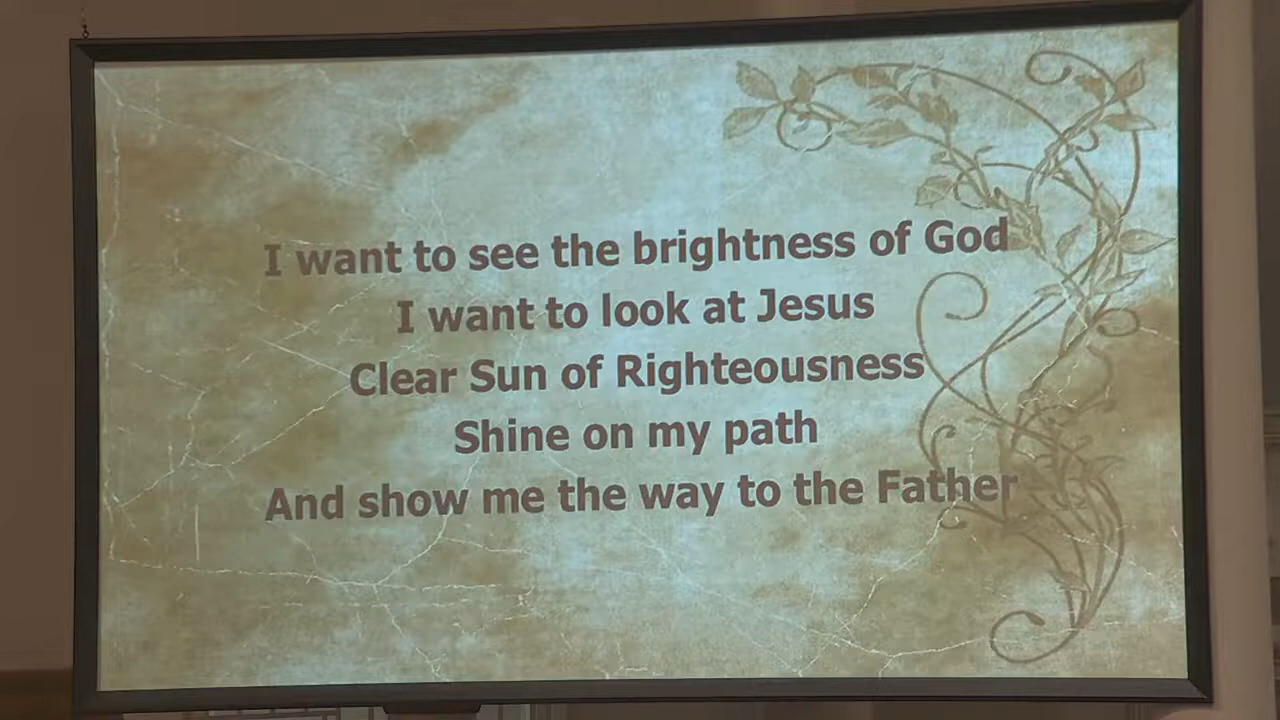 I want to see the brightness of God
I want to look at Jesus
Clear Sun of Righteousness
Shine on my path
And show me the way to the Father